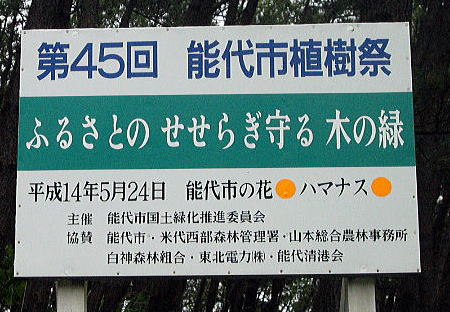 第45回 能代市植樹祭
ふるさとの せせらぎ守る 木の緑
平成14年5月24日 能代市の花●ハマナス●
主催 能代市国土緑化推進委員会
協賛 能代市・米代西部森林管理署・山本総合農林事務所
白神森林組合・東北電力㈱・能代清港会